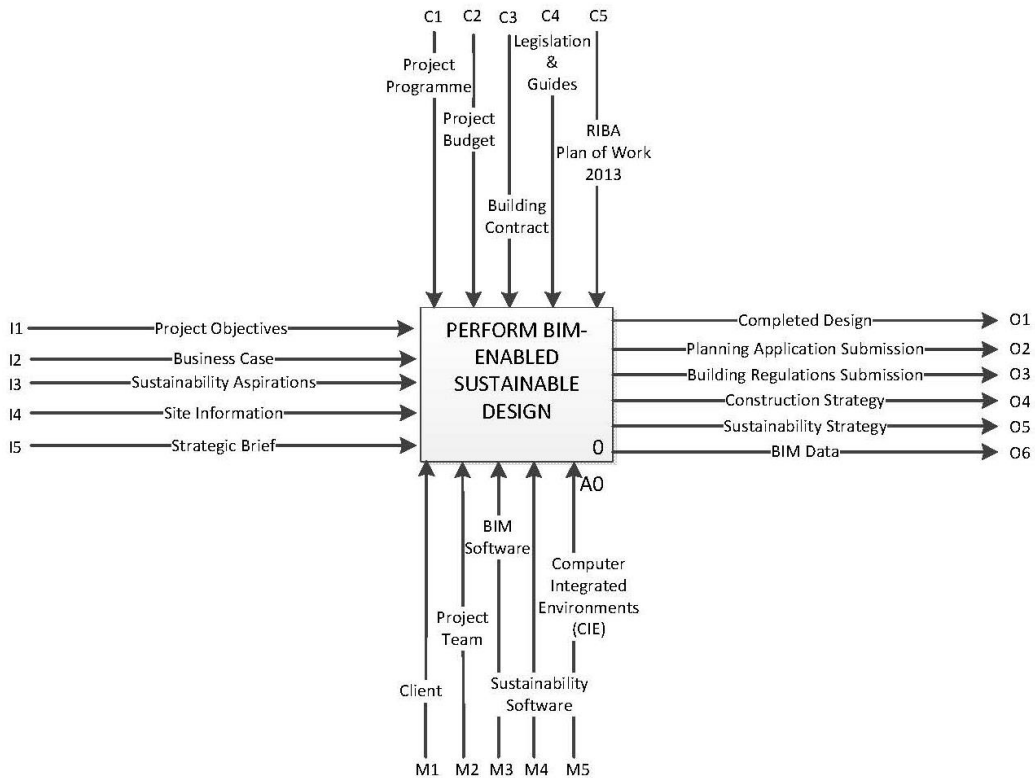 C1 C2 C3 C4 C5
Project
Programme
Project
Budget
Building
Contract
Legislation
&
Guides
RIBA
Plan of Work
2013
I1 Project Objectives
I2 Business Case
I3 Sustainability Aspirations
I4 Site Information
I5 Strategic Brief
PERFORM BIM-
ENABLED
SUSTAINABLE
DESIGN
0
A0
Completed Design O1
Planning Application Submission O2
Building Regulations Submission O3
Construction Strategy O4
Sustainability Strategy O5
BIM Data O6
Client
Project
Team
BIM
Software
Sustainability
Software
Computer
Integrated
Environments
(CIE)
M1 M2 M3 M4 M5